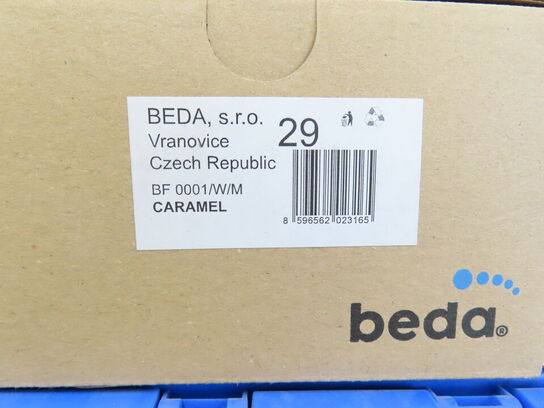 BEDA, s.r.o. 29
Vranovice
Czech Republic
BF 0001/W/M
CARAMEL
8 596562 023165
beda®